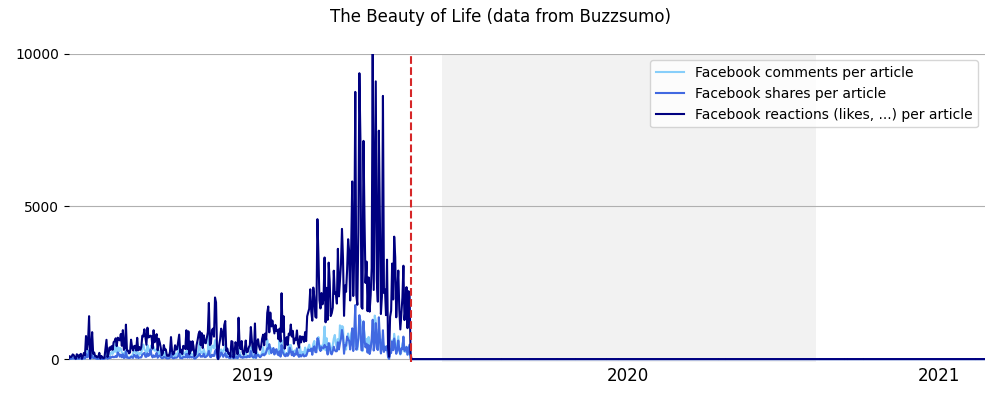 The Beauty of Life (data from Buzzsumo)
10000
Facebook comments per article
Facebook shares per article
Facebook reactions (likes, ...) per article
5000
0
2019 2020 2021